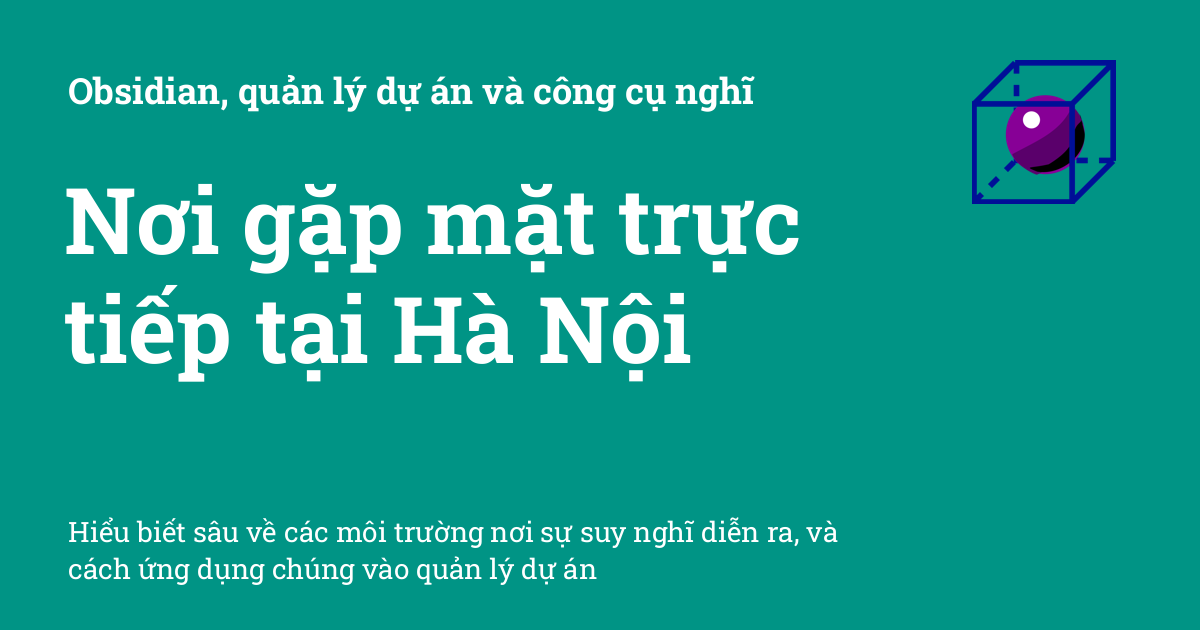 Obsidian, quản lý dự án và công cụ nghĩ
Nơi gặp mặt trực
tiếp tại Hà Nội
Hiểu biết sâu về các môi trường nơi sự suy nghĩ diễn ra, và
cách ứng dụng chúng vào quản lý dự án